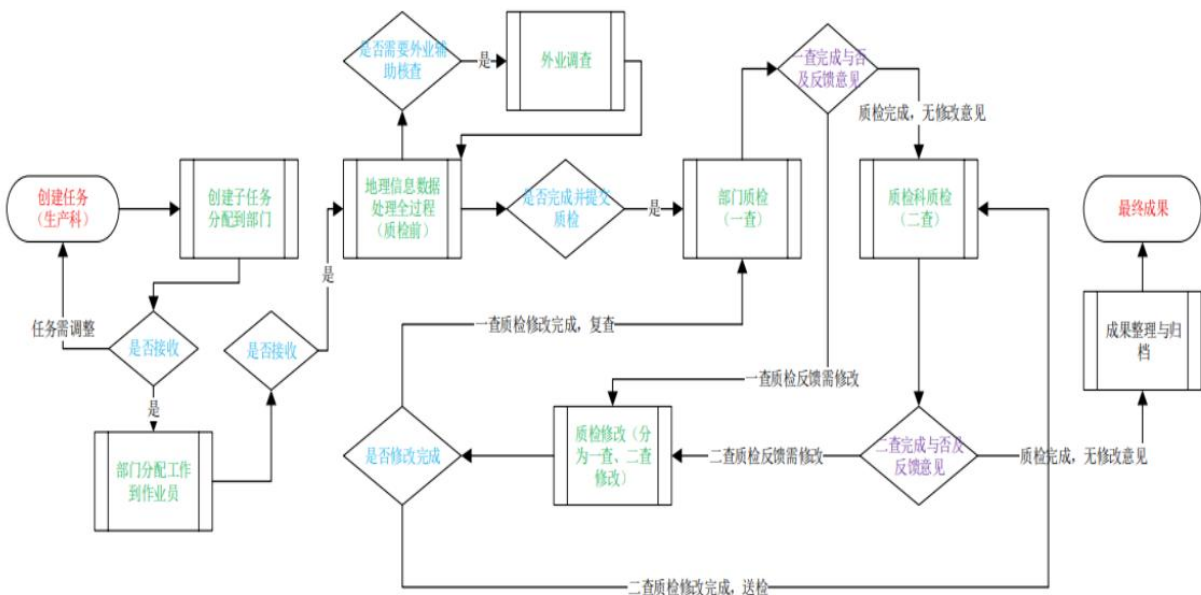 是否需要外业辅
助核查
是
外业调查
一查完成与否
及反馈意见
质检完成，无修改意见
创建任务
（生产科）
创建子任务
分配到部门
地理信息数据
处理全过程
（质检前）
是否完成并提交
质检
是
部门质检
（一查）
质检科质检
（二查）
最终成果
是
任务需调整
是否接收
是否接收
一查质检修改完成，复查
成果整理与归
档
一查质检反馈需修改
是
部门分配工作
到作业员
是否修改完成
质检修改（分
为一查、二查
修改）
二查质检反馈需修改
二查完成与否及
反馈意见
质检完成，无修改意见
二查质检修改完成，送检